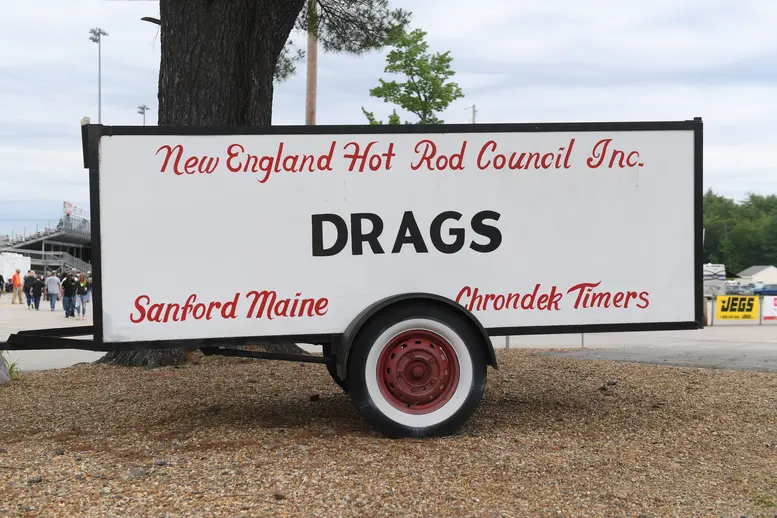 New England Hot Rod Council Inc.
DRAGS
Sanford Maine
Chrondek Timers
JEGS